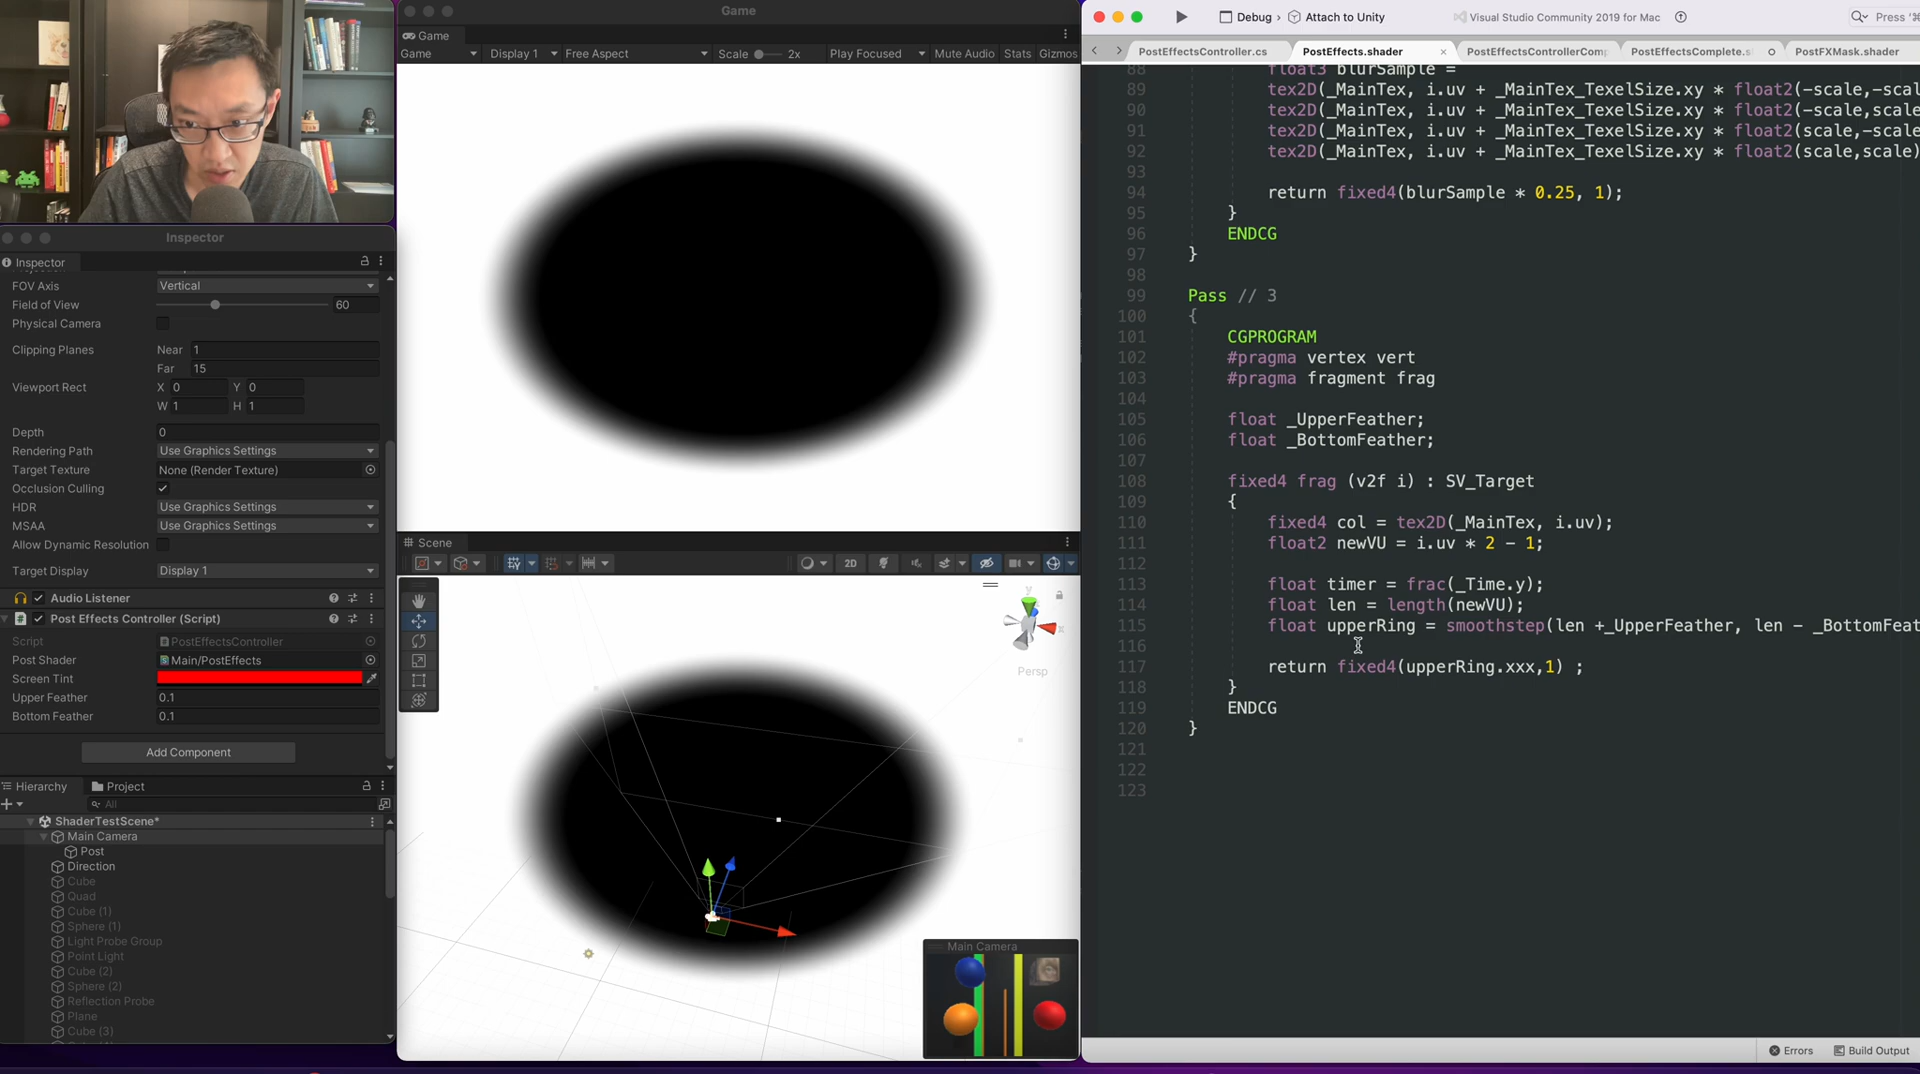 Game
Game
Game Display 1 Free Aspect Scale 2x Play Focused Mute Audio Stats Gizmos
Inspector
Inspector
FOV Axis Vertical
Field of View 60
Physical Camera
Clipping Planes Near 1
Far 15
Viewport Rect X 0 Y 0
W 1 H 1
Depth 0
Rendering Path Use Graphics Settings
Target Texture None (Render Texture)
Occlusion Culling
HDR Use Graphics Settings
MSAA Use Graphics Settings
Allow Dynamic Resolution
Target Display Display 1
Audio Listener
Post Effects Controller (Script)
Script PostEffectsController
Post Shader Main/PostEffects
Screen Tint
Upper Feather 0.1
Bottom Feather 0.1
Add Component
Hierarchy Project
All
ShaderTestScene*
Main Camera
Post
Direction
Cube
Quad
Cube (1)
Sphere (1)
Light Probe Group
Point Light
Cube (2)
Sphere (2)
Reflection Probe
Plane
Cube (3)
Scene
2D
y
Persp
Main Camera
Debug › Attach to Unity Visual Studio Community 2019 for Mac Press
PostEffectsController.cs PostEffects.shader PostEffectsControllerComp PostEffectsComplete.s PostFXMask.shader
88 float3 blurSample =
89 tex2D(_MainTex, i.uv + _MainTex_TexelSize.xy * float2(-scale,-scal
90 tex2D(_MainTex, i.uv + _MainTex_TexelSize.xy * float2(-scale,scale
91 tex2D(_MainTex, i.uv + _MainTex_TexelSize.xy * float2(scale,-scale
92 tex2D(_MainTex, i.uv + _MainTex_TexelSize.xy * float2(scale,scale)
93
94 return fixed4(blurSample * 0.25, 1);
95 }
96 ENDCG
97 }
98
99 Pass // 3
100 {
101 CGPROGRAM
102 #pragma vertex vert
103 #pragma fragment frag
104
105 float _UpperFeather;
106 float _BottomFeather;
107
108 fixed4 frag (v2f i) : SV_Target
109 {
110 fixed4 col = tex2D(_MainTex, i.uv);
111 float2 newVU = i.uv * 2 - 1;
112
113 float timer = frac(_Time.y);
114 float len = length(newVU);
115 float upperRing = smoothstep(len +_UpperFeather, len - _BottomFeat
116
117 return fixed4(upperRing.xxx,1) ;
118 }
119 ENDCG
120 }
121
122
123
Errors Build Output